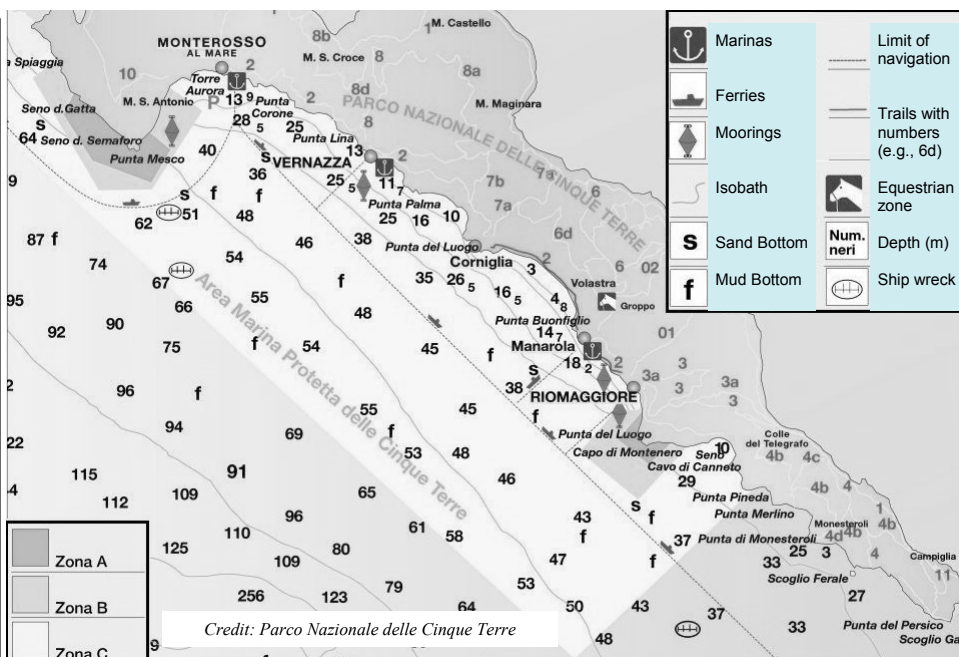 MONTEROSSO
AL MARE
M. Castello
M. S. Croce
M. Maginara
a Spiaggia
Torre
Aurora
M. S. Antonio
Seno d.Gatta
Seno d. Semaforo
Punta Mesco
Punta
Corone
Punta Lina
VERNAZZA
Punta Palma
Punta del Luogo
Corniglia
Volastra
Groppo
Punta Buonfiglio
Manarola
RIOMAGGIORE
Punta del Luogo
Capo di Montenero
Seno
Cavo di Canneto
Colle
del Telegrafo
Punta Pineda
Punta Merlino
Monesteroli
Punta di Monesteroli
Campiglia
Scoglio Ferale
Punta del Persico
Scoglio Ga
PARCO NAZIONALE DELLE CINQUE TERRE
Area Marina Protetta delle Cinque Terre
8b 1
8 8a
10 2 8d 2 8
P 13 9
28 5 25
64 s 40 s 13 2
36 25 5 11 7
s f f
62 51 48 25 16 10
87 f 46 38
74 54 35 26 5 3
67 f 16 5 4 8
95 66 55 48
92 90 14 7
75 f 54 45 f 18 2
s 38
96 f 55 45 f
94 69 f 53 48
22 115 91 46
112 109 65
96 61 58 43 s f
110 80 f
125 109 47 f 37
256 123 79 53
64 50 43 37
48 33
10 29
33 25 3
27
7b 7a 6 6d 2 6 02
01 3 3a 3 3a 3 2
4b 4c 4b 4 1 4b 4d 4b 4 11
Marinas
Ferries
Moorings
Isobath
s Sand Bottom
f Mud Bottom
Limit of
navigation
Trails with
numbers
(e.g., 6d)
Equestrian
zone
Num.
neri
Depth (m)
Ship wreck
Zona A
Zona B
Zona C
Credit: Parco Nazionale delle Cinque Terre